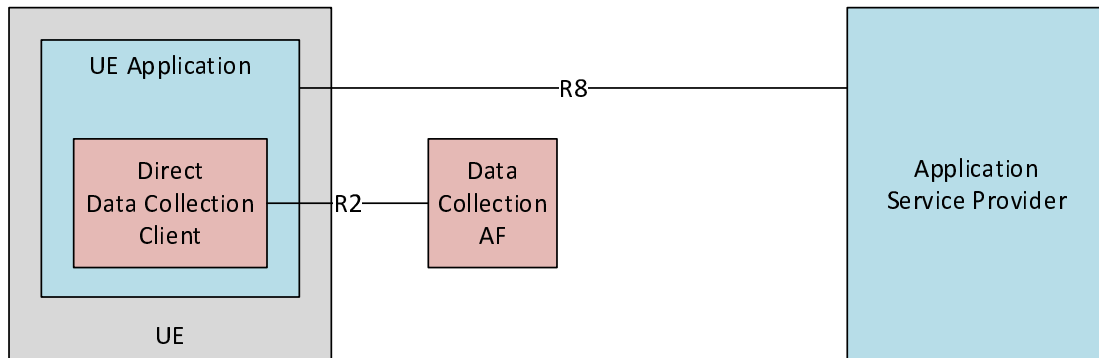 UE Application
R8
Direct
Data Collection
Client
R2
Data
Collection
AF
Application
Service Provider
UE